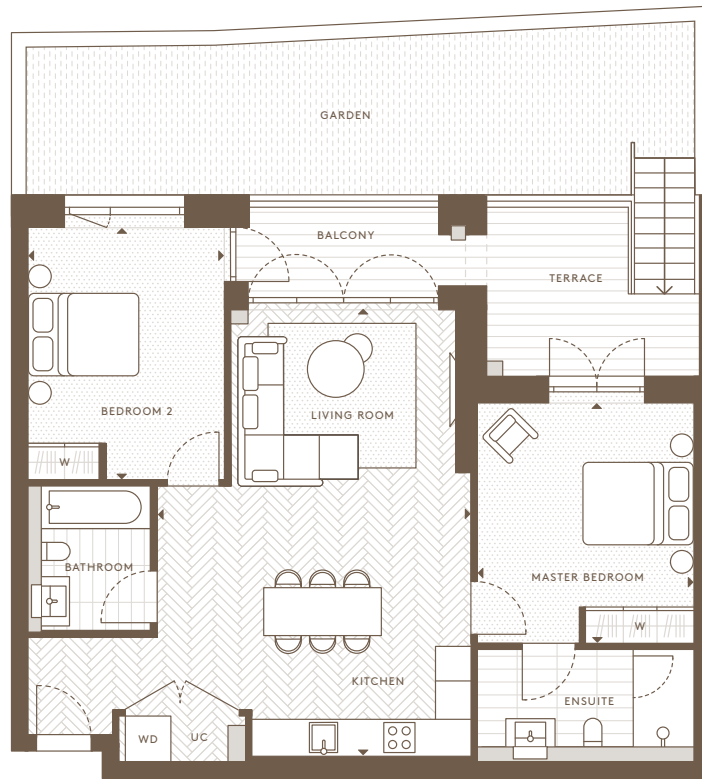 GARDEN
BALCONY
TERRACE
BEDROOM 2
LIVING ROOM
W
BATHROOM
MASTER BEDROOM
W
KITCHEN
ENSUITE
WD
UC